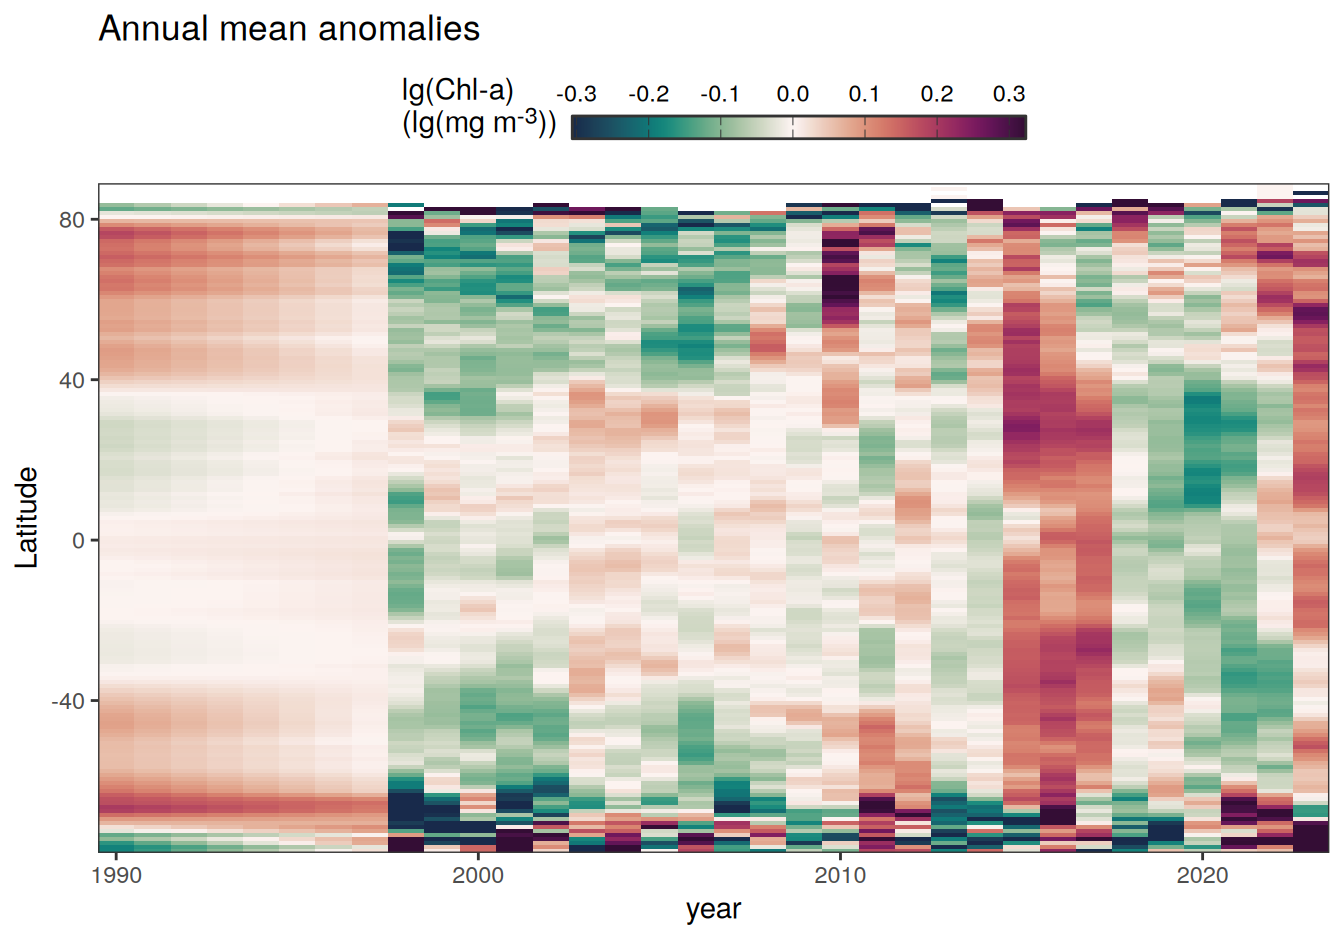 Annual mean anomalies
lg(Chl-a)
(lg(mg m-3))
-0.3 -0.2 -0.1 0.0 0.1 0.2 0.3
Latitude
80
40
0
-40
1990 2000 2010 2020
year